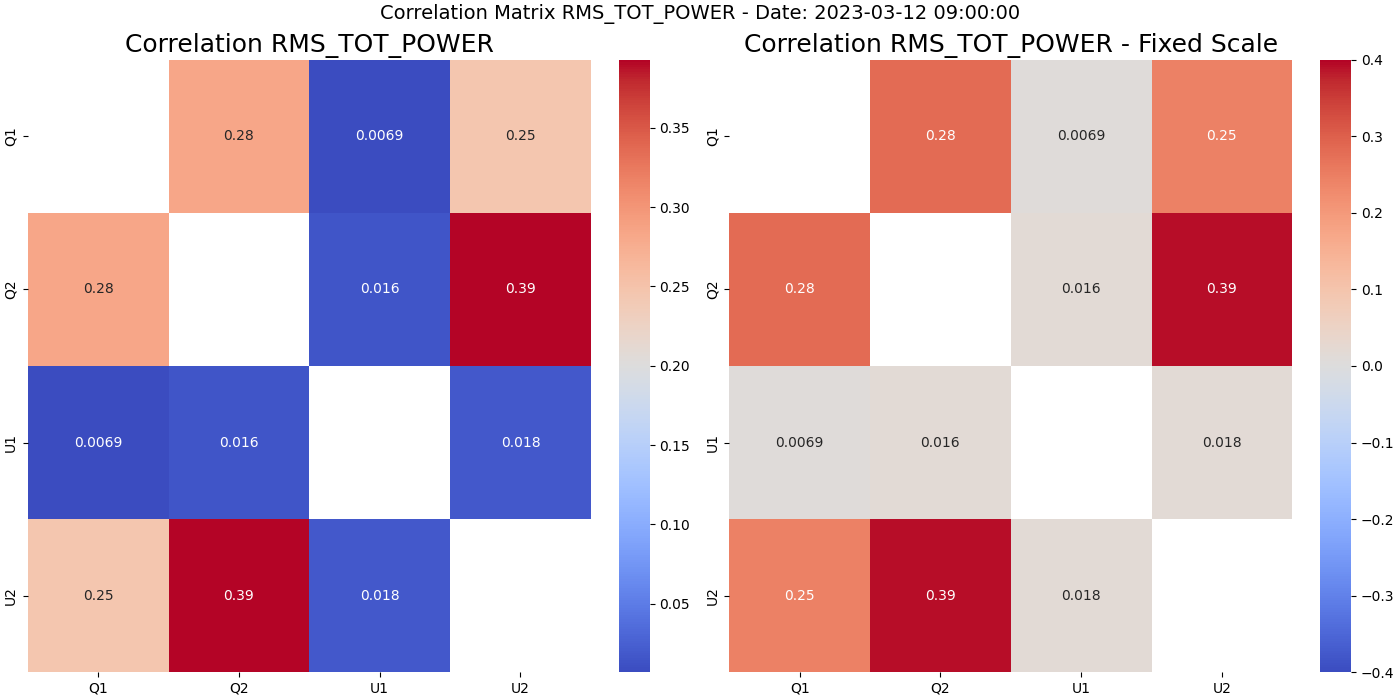 Correlation Matrix RMS_TOT_POWER - Date: 2023-03-12 09:00:00
Correlation RMS_TOT_POWER
Q1
0.28
0.0069
0.25
Q2
0.28
0.016
0.39
U1
0.0069
0.016
0.018
U2
0.25
0.39
0.018
Q1
Q2
U1
U2
0.35
0.30
0.25
0.20
0.15
0.10
0.05
Correlation RMS_TOT_POWER - Fixed Scale
Q1
0.28
0.0069
0.25
Q2
0.28
0.016
0.39
U1
0.0069
0.016
0.018
U2
0.25
0.39
0.018
Q1
Q2
U1
U2
0.4
0.3
0.2
0.1
0.0
−0.1
−0.2
−0.3
−0.4